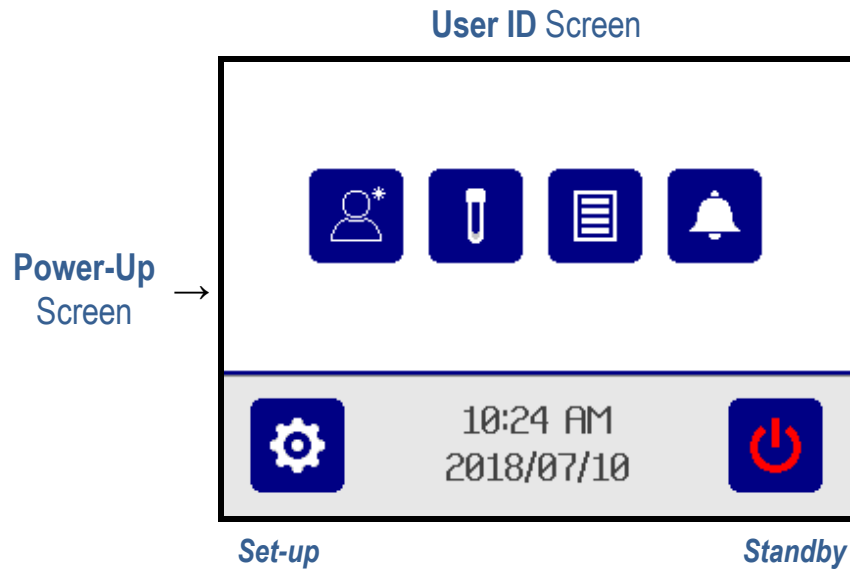 User ID Screen
Power-Up
Screen
→
10:24 AM
2018/07/10
Set-up
Standby